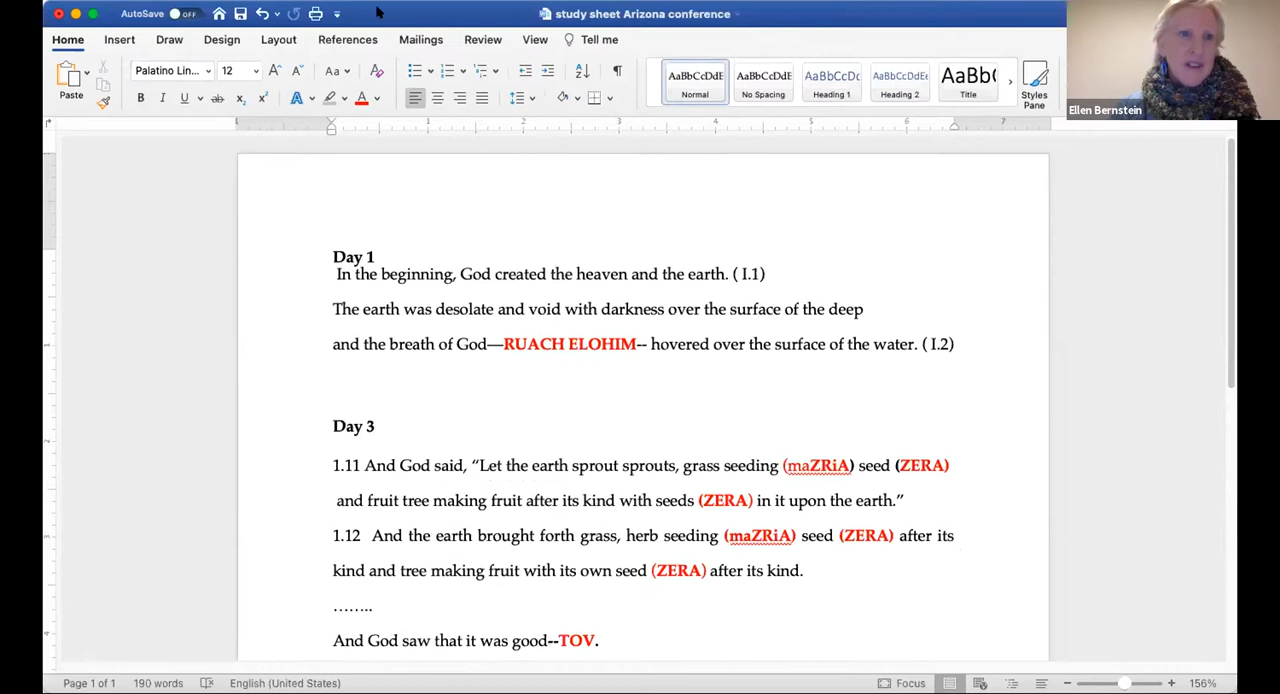 AutoSave OFF
study sheet Arizona conference
Home Insert Draw Design Layout References Mailings Review View Tell me
Paste
Palatino Lin... 12
AaBbCcDdE AaBbCcDdE AaBbCcDc AaBbCcDdE AaBb(
Normal No Spacing Heading 1 Heading 2 Title
Styles Pane
Ellen Bernstein
Day 1
In the beginning, God created the heaven and the earth. ( I.1)
The earth was desolate and void with darkness over the surface of the deep
and the breath of God—RUACH ELOHIM-- hovered over the surface of the water. ( I.2)
Day 3
1.11 And God said, “Let the earth sprout sprouts, grass seeding (maZRiA) seed (ZERA)
and fruit tree making fruit after its kind with seeds (ZERA) in it upon the earth.”
1.12 And the earth brought forth grass, herb seeding (maZRiA) seed (ZERA) after its
kind and tree making fruit with its own seed (ZERA) after its kind.
……..
And God saw that it was good--TOV.
Page 1 of 1 190 words English (United States) Focus 156%